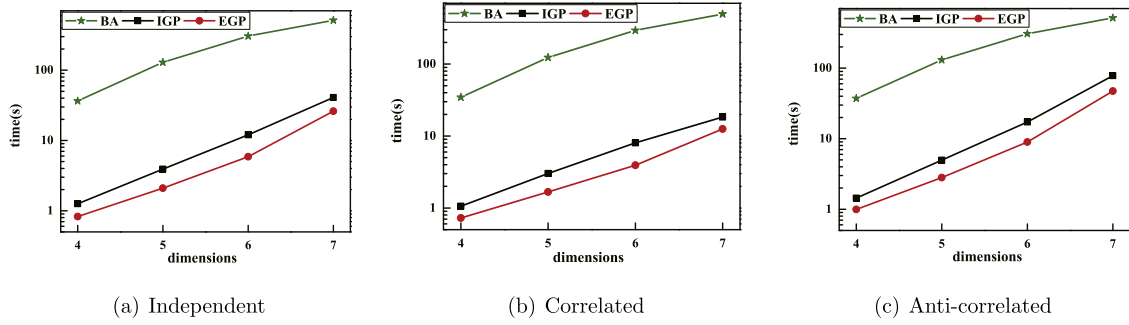 BA IGP EGP
time(s)
100
10
1
4 5 6 7
dimensions
(a) Independent
BA IGP EGP
time(s)
100
10
1
4 5 6 7
dimensions
(b) Correlated
BA IGP EGP
time(s)
100
10
1
4 5 6 7
dimensions
(c) Anti-correlated